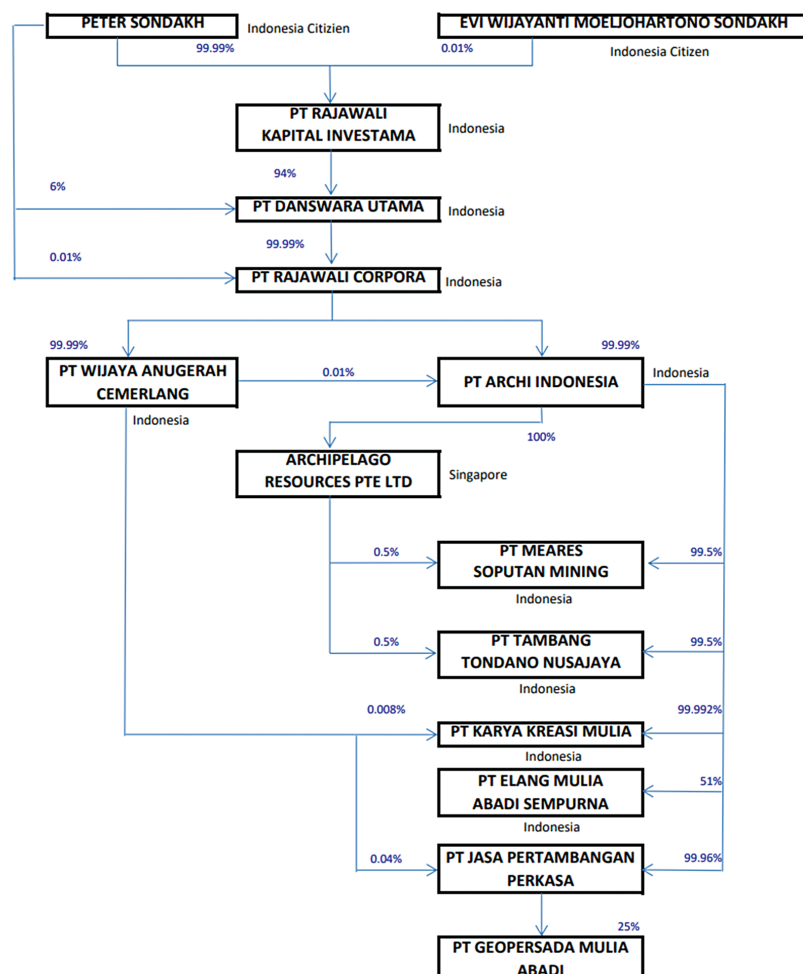 PETER SONDAKH
Indonesia Citizien
EVI WIJAYANTI MOELJOHARTONO SONDAKH
Indonesia Citizen
99.99%
0.01%
PT RAJAWALI
KAPITAL INVESTAMA
Indonesia
94%
6%
PT DANSWARA UTAMA
Indonesia
99.99%
0.01%
PT RAJAWALI CORPORA
Indonesia
99.99%
99.99%
PT WIJAYA ANUGERAH
CEMERLANG
Indonesia
0.01%
PT ARCHI INDONESIA
Indonesia
100%
ARCHIPELAGO
RESOURCES PTE LTD
Singapore
0.5%
PT MEARES
SOPUTAN MINING
99.5%
Indonesia
0.5%
PT TAMBANG
TONDANO NUSAJAYA
99.5%
Indonesia
0.008%
PT KARYA KREASI MULIA
99.992%
Indonesia
PT ELANG MULIA
ABADI SEMPURNA
51%
Indonesia
0.04%
PT JASA PERTAMBANGAN
PERKASA
99.96%
25%
PT GEOPERSADA MULIA
ABADI